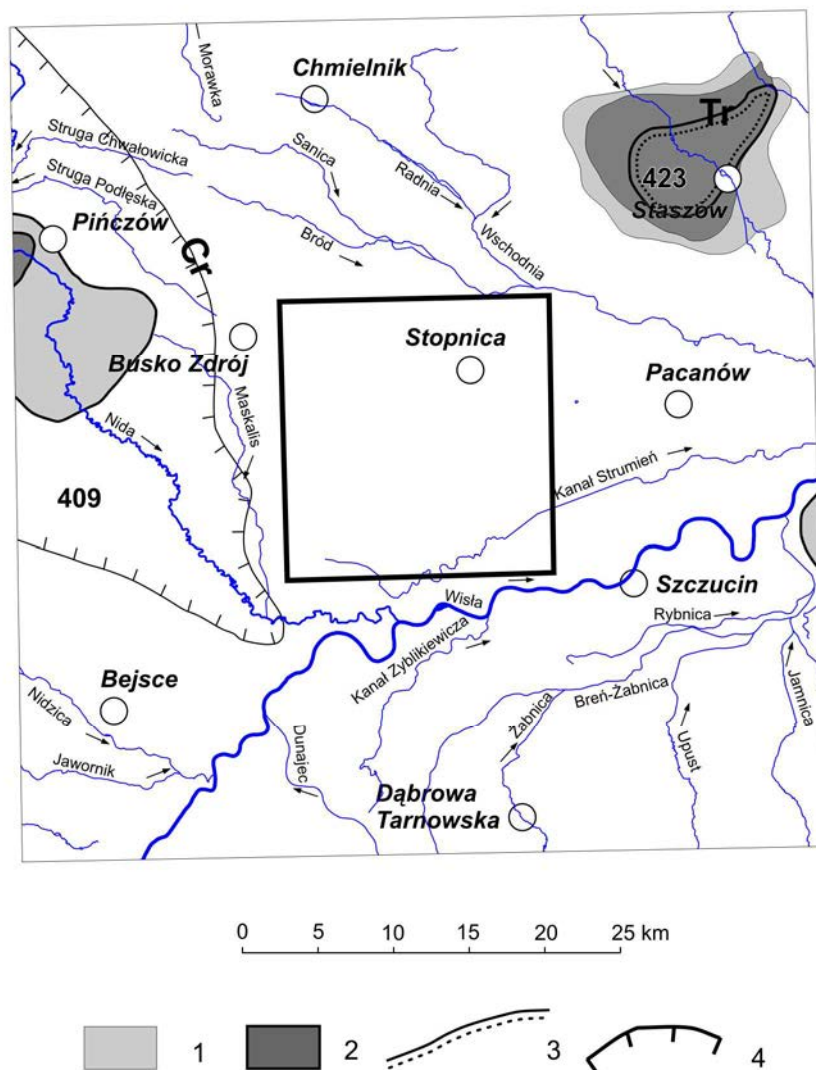 Morawka
Chmielnik
Struga Chwałowicka
Sanica
Tr
Struga Podłęska
Radnia
423
Staszów
Pińczów
Cr
Bród
Wschodnia
Stopnica
Busko Zdrój
Pacanów
Maskalis
Nida
Kanał Strumień
409
Wisła
Szczucin
Rybnica
Kanał Zyblikiewicza
Bejsce
Nidzica
Breń-Żabnica
Jamnica
Żabnica
Dunajec
Upust
Jawornik
Dąbrowa
Tarnowska
0 5 10 15 20 25 km
1 2 3 4